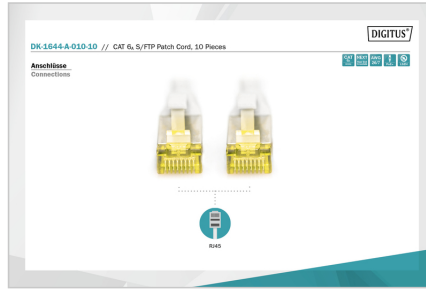 DIGITUS®
DK-1644-A-010-10 // CAT 6A S/FTP Patch Cord, 10 Pieces
Anschlüsse
Connections
RJ45